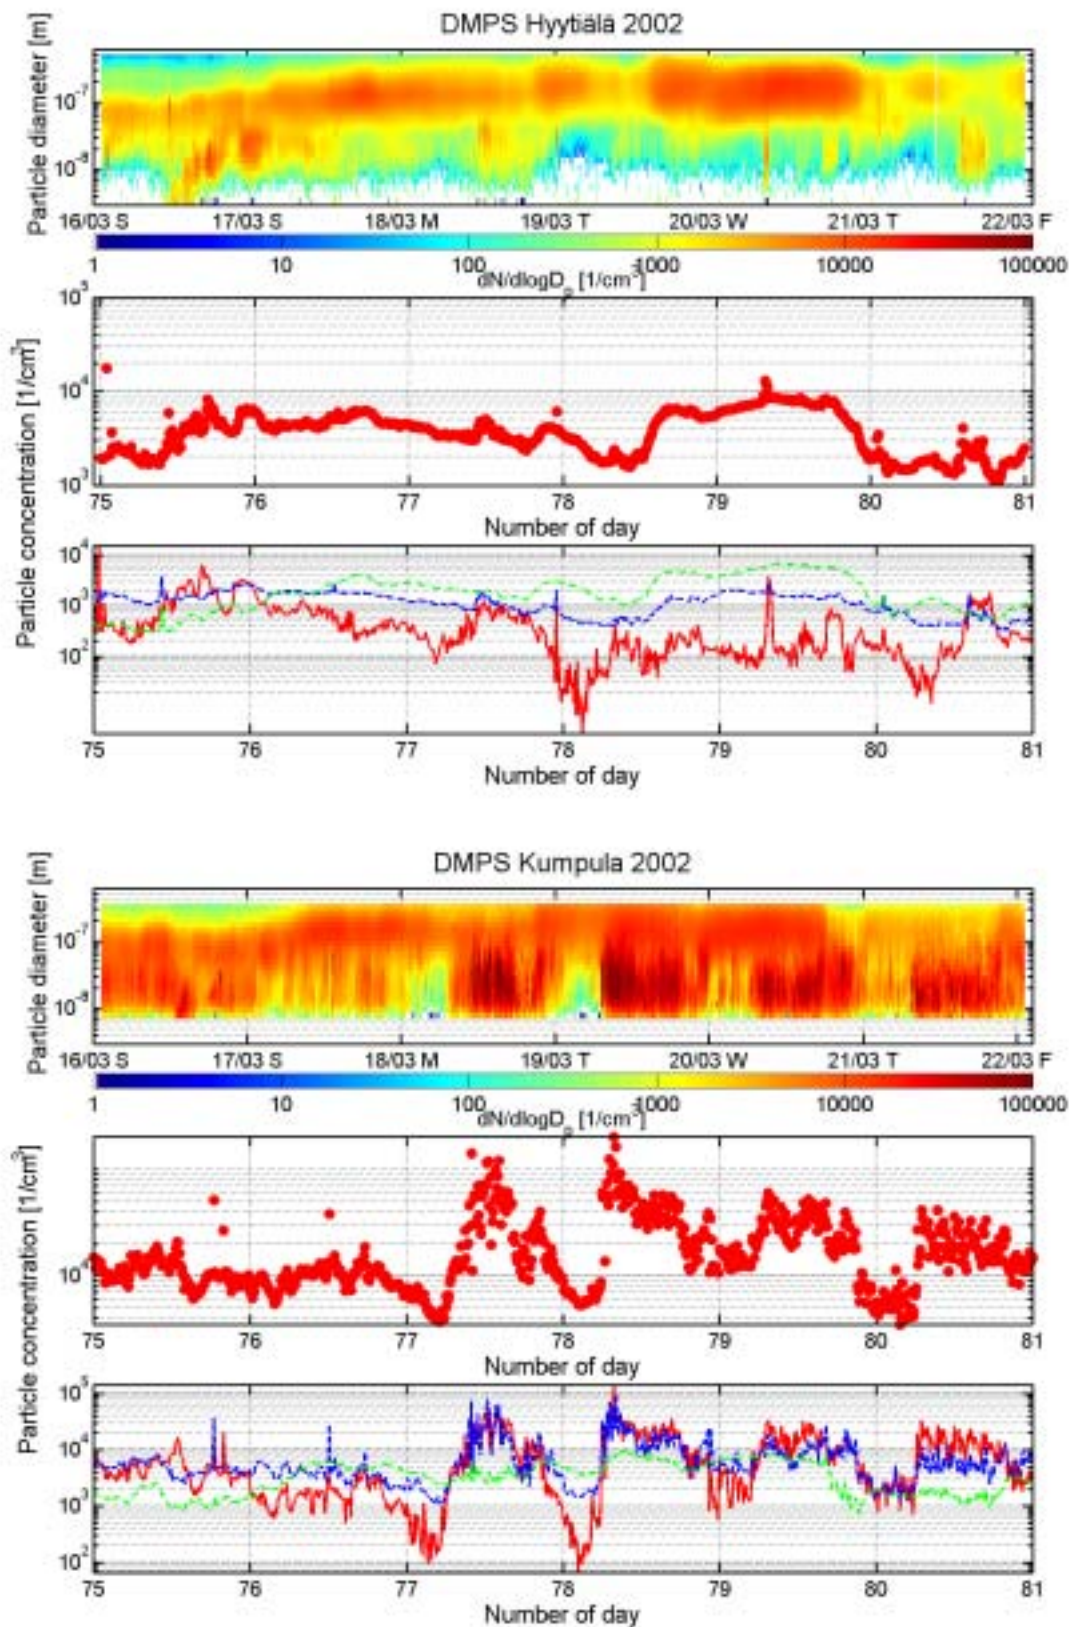 DMPS Hyytiälä 2002
Particle diameter [m]
10⁻⁷
10⁻⁸
16/03 S 17/03 S 18/03 M 19/03 T 20/03 W 21/03 T 22/03 F
1 10 100 1000 10000 100000
dN/dlogDₚ [1/cm³]
Particle concentration [1/cm³]
10⁵
10⁴
10³
75 76 77 78 79 80 81
Number of day
10⁴
10³
10²
75 76 77 78 79 80 81
Number of day
DMPS Kumpula 2002
Particle diameter [m]
10⁻⁷
10⁻⁸
16/03 S 17/03 S 18/03 M 19/03 T 20/03 W 21/03 T 22/03 F
1 10 100 1000 10000 100000
dN/dlogDₚ [1/cm³]
Particle concentration [1/cm³]
10⁴
75 76 77 78 79 80 81
Number of day
10⁵
10⁴
10³
10²
75 76 77 78 79 80 81
Number of day